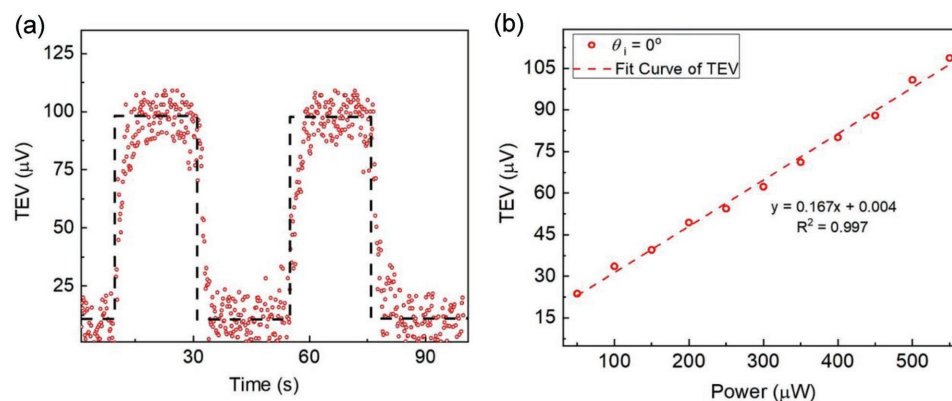 (a)
TEV (μV)
125
100
75
50
25
30
60
90
Time (s)
(b)
TEV (μV)
105
90
75
60
45
30
15
θi = 0°
Fit Curve of TEV
y = 0.167x + 0.004
R² = 0.997
100
200
300
400
500
Power (μW)